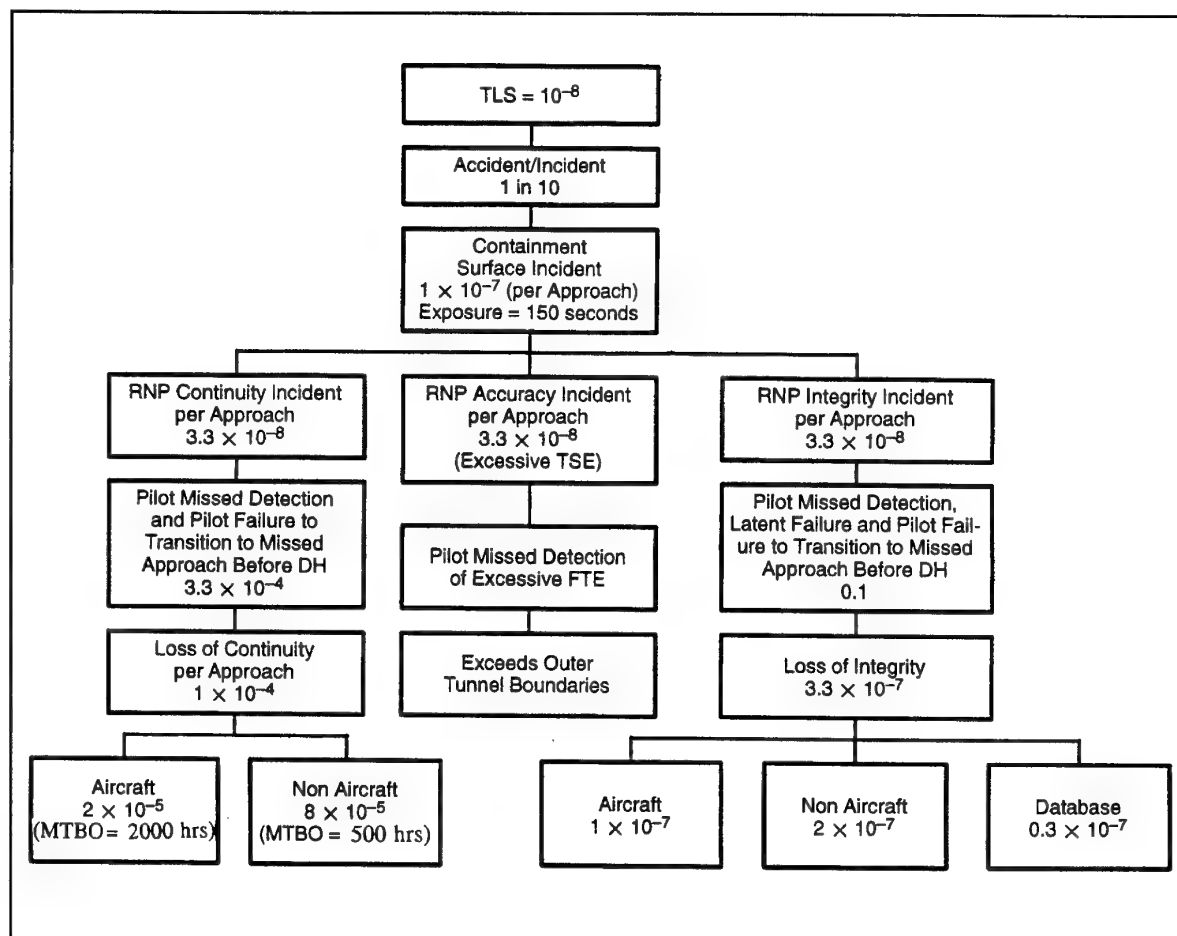 TLS = 10⁻⁸
Accident/Incident
1 in 10
Containment
Surface Incident
1 × 10⁻⁷ (per Approach)
Exposure = 150 seconds
RNP Continuity Incident
per Approach
3.3 × 10⁻⁸
RNP Accuracy Incident
per Approach
3.3 × 10⁻⁸
(Excessive TSE)
RNP Integrity Incident
per Approach
3.3 × 10⁻⁸
Pilot Missed Detection
and Pilot Failure to
Transition to Missed
Approach Before DH
3.3 × 10⁻⁴
Pilot Missed Detection
of Excessive FTE
Pilot Missed Detection,
Latent Failure and Pilot Fail-
ure to Transition to Missed
Approach Before DH
0.1
Loss of Continuity
per Approach
1 × 10⁻⁴
Exceeds Outer
Tunnel Boundaries
Loss of Integrity
3.3 × 10⁻⁷
Aircraft
2 × 10⁻⁵
(MTBO = 2000 hrs)
Non Aircraft
8 × 10⁻⁵
(MTBO = 500 hrs)
Aircraft
1 × 10⁻⁷
Non Aircraft
2 × 10⁻⁷
Database
0.3 × 10⁻⁷